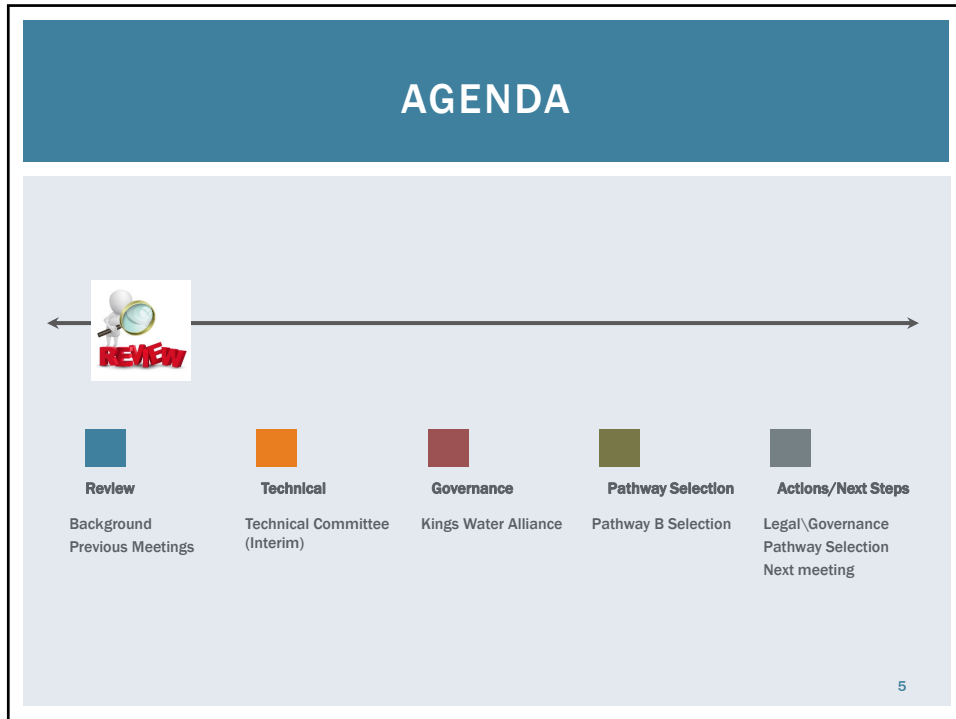 AGENDA
REVIEW
Review
Background
Previous Meetings
Technical
Technical Committee
(Interim)
Governance
Kings Water Alliance
Pathway Selection
Pathway B Selection
Actions/Next Steps
Legal\Governance
Pathway Selection
Next meeting
5